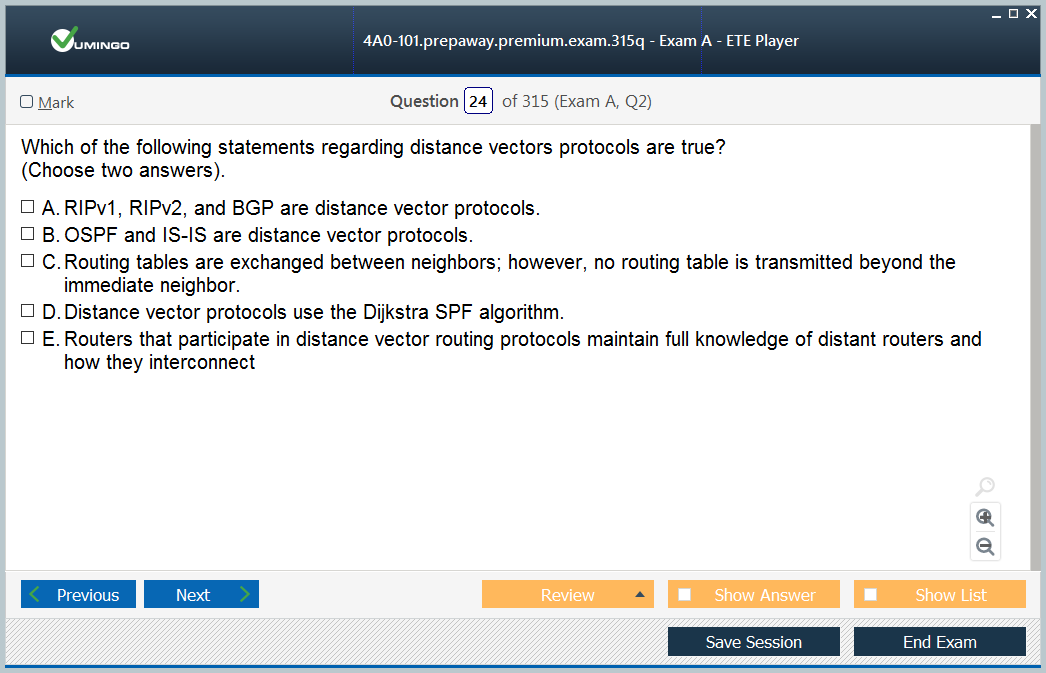 VUMINGO
4A0-101.prepaway.premium.exam.315q - Exam A - ETE Player
Mark
Question 24 of 315 (Exam A, Q2)
Which of the following statements regarding distance vectors protocols are true?
(Choose two answers).
A. RIPv1, RIPv2, and BGP are distance vector protocols.
B. OSPF and IS-IS are distance vector protocols.
C. Routing tables are exchanged between neighbors; however, no routing table is transmitted beyond the
immediate neighbor.
D. Distance vector protocols use the Dijkstra SPF algorithm.
E. Routers that participate in distance vector routing protocols maintain full knowledge of distant routers and
how they interconnect
Previous Next Review Show Answer Show List
Save Session End Exam